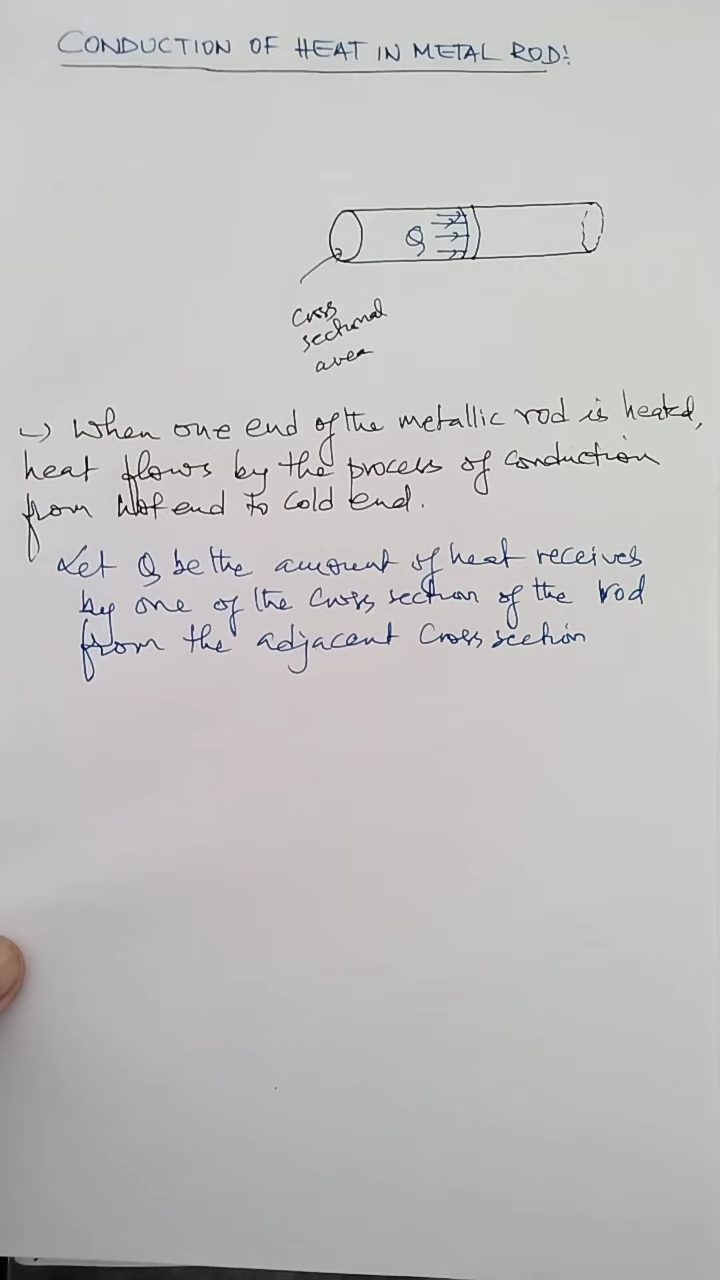 CONDUCTION OF HEAT IN METAL ROD:
Q
Cross
sectional
area
↳ When one end of the metallic rod is heated,
heat flows by the process of conduction
from hot end to cold end.
Let Q be the amount of heat receives
by one of the cross section of the rod
from the adjacent cross section